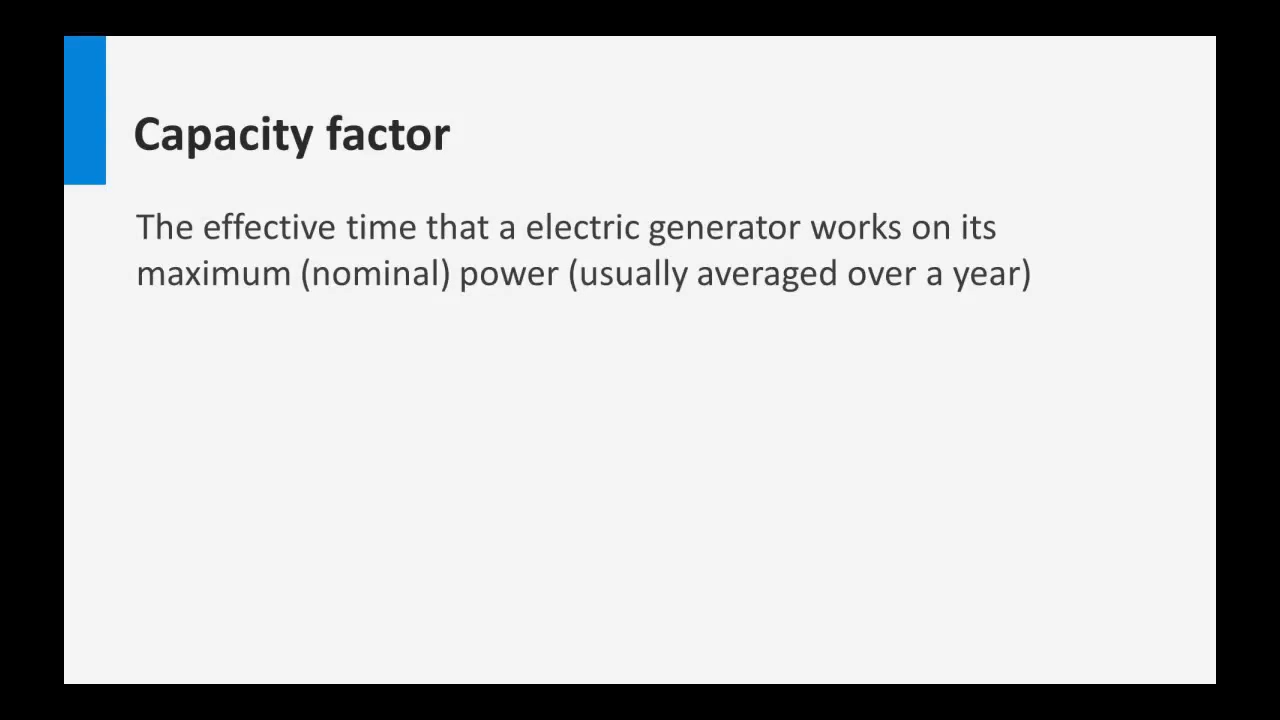 Capacity factor
The effective time that a electric generator works on its
maximum (nominal) power (usually averaged over a year)